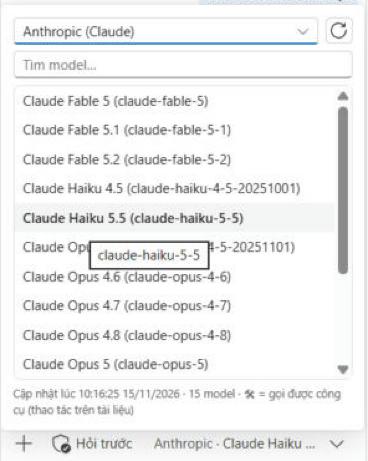 Anthropic (Claude)
Tìm model...
Claude Fable 5 (claude-fable-5)
Claude Fable 5.1 (claude-fable-5-1)
Claude Fable 5.2 (claude-fable-5-2)
Claude Haiku 4.5 (claude-haiku-4-5-20251001)
Claude Haiku 5.5 (claude-haiku-5-5)
Claude Op 4-5-20251101)
claude-haiku-5-5
Claude Opus 4.6 (claude-opus-4-6)
Claude Opus 4.7 (claude-opus-4-7)
Claude Opus 4.8 (claude-opus-4-8)
Claude Opus 5 (claude-opus-5)
Cập nhật lúc 10:16:25 15/11/2026 · 15 model · 🛠 = gọi được công
cụ (thao tác trên tài liệu)
Hỏi trước Anthropic · Claude Haiku ...